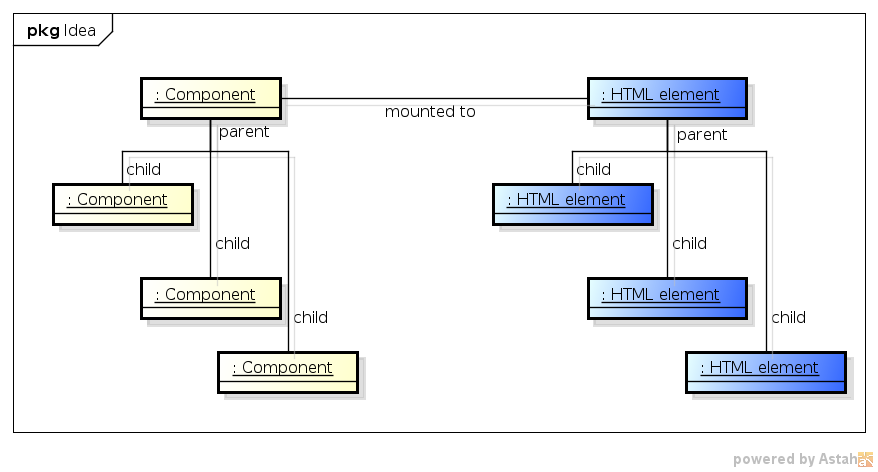 pkg Idea
: Component
: HTML element
mounted to
parent
parent
child
child
: Component
: HTML element
child
child
: Component
: HTML element
child
child
: Component
: HTML element
powered by Astah